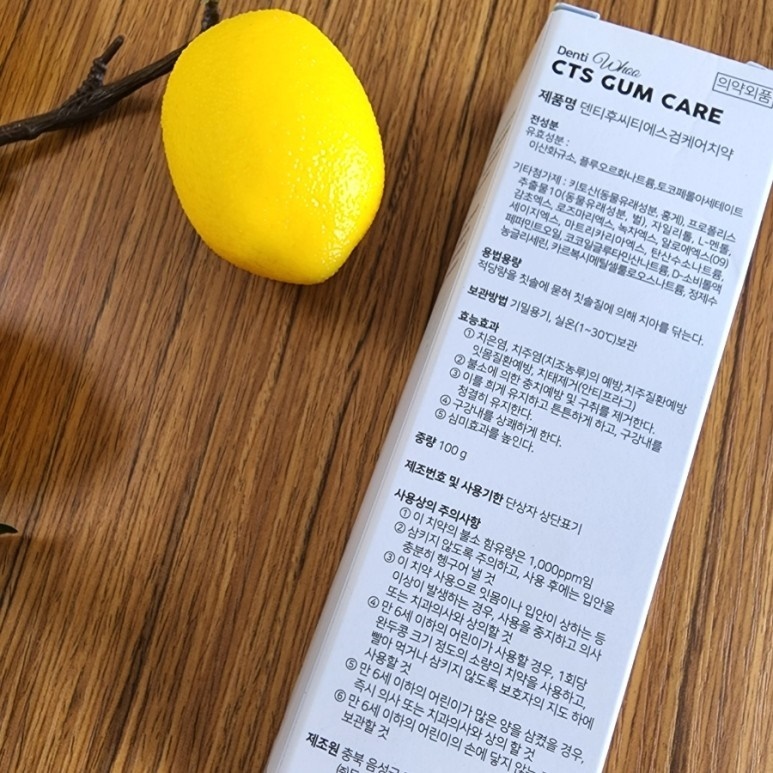 Denti Whoo
CTS GUM CARE
의약외품
제품명 덴티후씨티에스검케어치약
전성분
유효성분 :
이산화규소, 플루오르화나트륨,토코페롤아세테이트
기타첨가제 : 키토산(동물유래성분, 홍게), 프로폴리스
추출물10(동물유래성분, 벌), 자일리톨, L-멘톨,
감초엑스, 로즈마리엑스, 녹차엑스, 알로에엑스(09)
세이지엑스, 마트리카리아엑스, 탄산수소나트륨,
페퍼민트오일, 코코일글루타민산나트륨, D-소비톨액
농글리세린, 카르복시메틸셀룰로오스나트륨, 정제수
용법용량
적당량을 칫솔에 묻혀 칫솔질에 의해 치아를 닦는다.
보관방법 기밀용기, 실온(1~30℃)보관
효능효과
① 치은염, 치주염(치조농루)의 예방,치주질환예방
잇몸질환예방, 치태제거(안티프라그)
② 불소에 의한 충치예방 및 구취를 제거한다.
③ 이를 희게 유지하고 튼튼하게 하고, 구강내를
청결히 유지한다.
④ 구강내를 상쾌하게 한다.
⑤ 심미효과를 높인다.
중량 100 g
제조번호 및 사용기한 단상자 상단표기
사용상의 주의사항
① 이 치약의 불소 함유량은 1,000ppm임
② 삼키지 않도록 주의하고, 사용 후에는 입안을
충분히 헹구어 낼 것
③ 이 치약 사용으로 잇몸이나 입안이 상하는 등
이상이 발생하는 경우, 사용을 중지하고 의사
또는 치과의사와 상의할 것
④ 만 6세 이하의 어린이가 사용할 경우, 1회당
완두콩 크기 정도의 소량의 치약을 사용하고,
빨아 먹거나 삼키지 않도록 보호자의 지도 하에
사용할 것
⑤ 만 6세 이하의 어린이가 많은 양을 삼켰을 경우,
즉시 의사 또는 치과의사와 상의 할 것
⑥ 만 6세 이하의 어린이의 손에 닿지 않는
보관할 것
제조원 충북 음성군